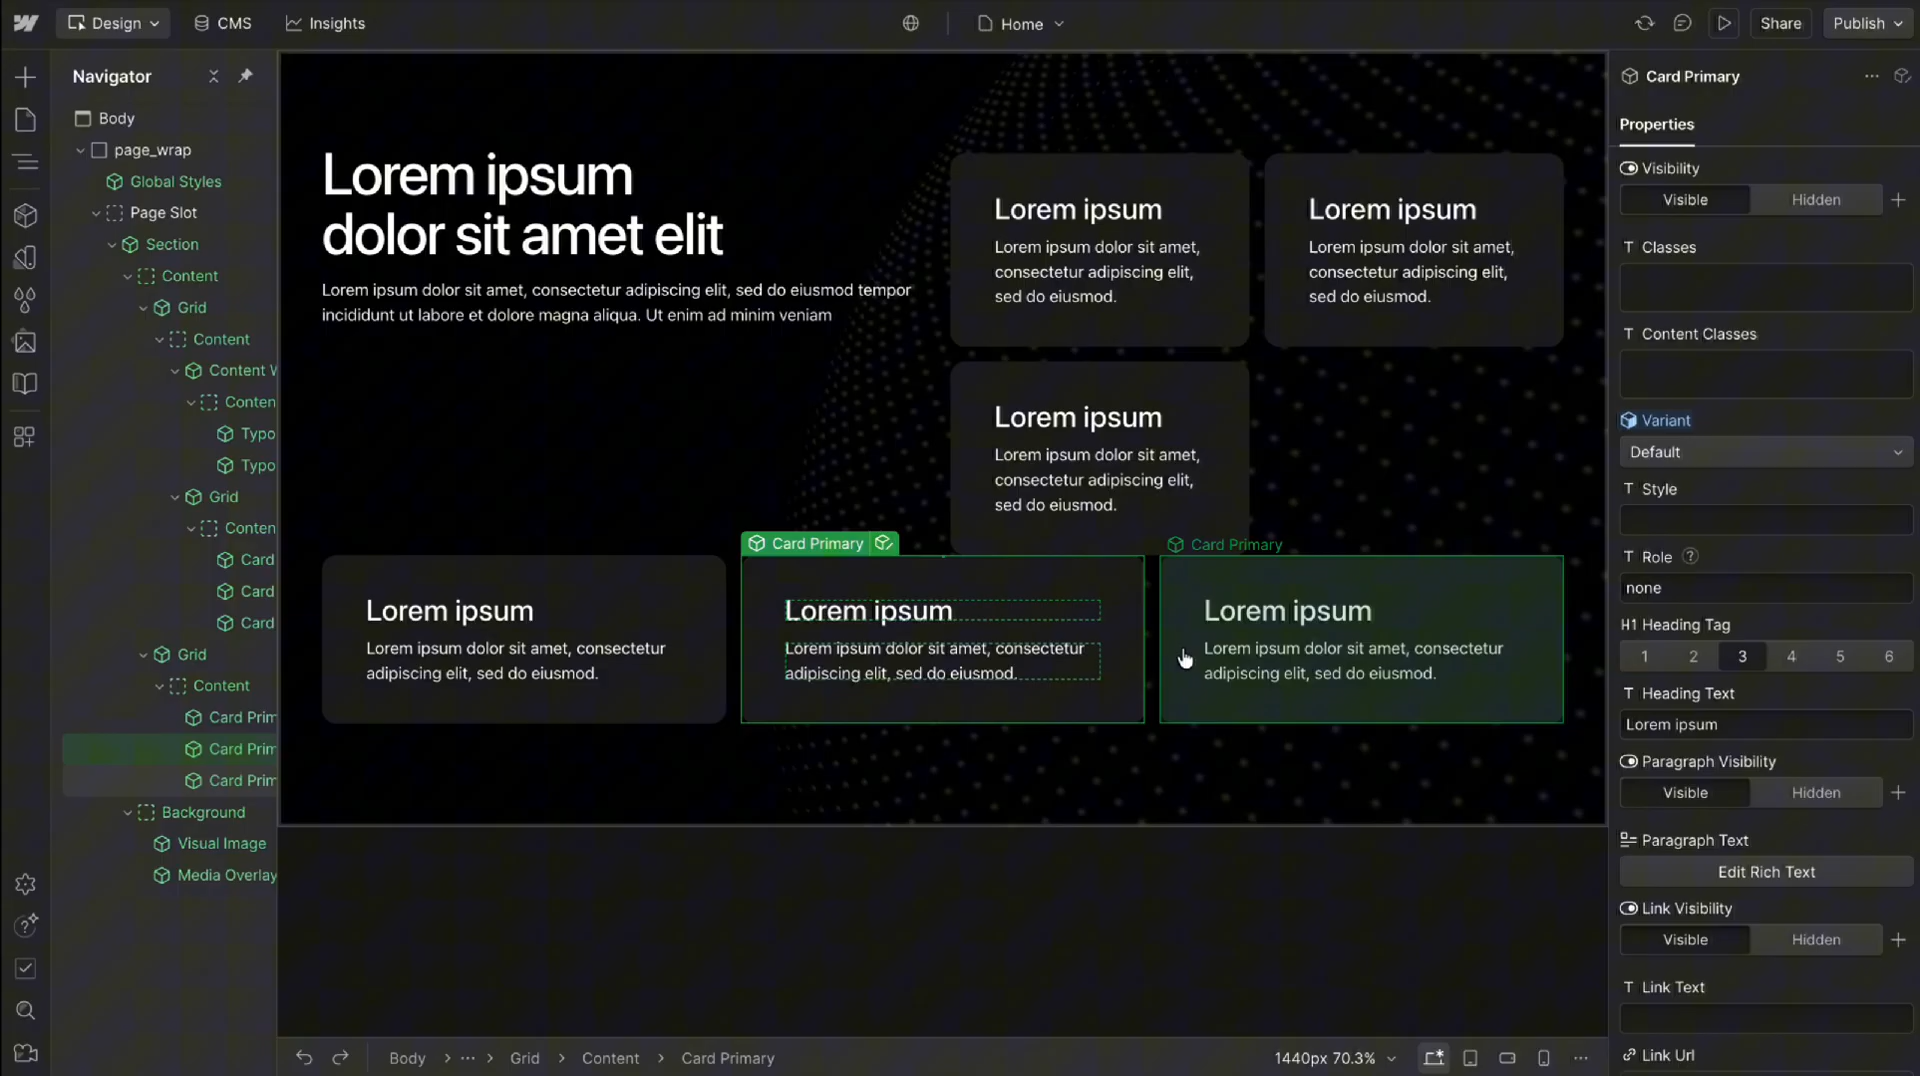 Design
CMS
Insights
Home
Share
Publish
Navigator
Body
page_wrap
Global Styles
Page Slot
Section
Content
Grid
Content
Content W
Conten
Typo
Typo
Grid
Conten
Card
Card
Card
Grid
Content
Card Prim
Card Prim
Card Prim
Background
Visual Image
Media Overlay
Lorem ipsum
dolor sit amet elit
Lorem ipsum dolor sit amet, consectetur adipiscing elit, sed do eiusmod tempor
incididunt ut labore et dolore magna aliqua. Ut enim ad minim veniam
Lorem ipsum
Lorem ipsum dolor sit amet,
consectetur adipiscing elit,
sed do eiusmod.
Lorem ipsum
Lorem ipsum dolor sit amet,
consectetur adipiscing elit,
sed do eiusmod.
Lorem ipsum
Lorem ipsum dolor sit amet,
consectetur adipiscing elit,
sed do eiusmod.
Lorem ipsum
Lorem ipsum dolor sit amet, consectetur
adipiscing elit, sed do eiusmod.
Card Primary
Lorem ipsum
Lorem ipsum dolor sit amet, consectetur
adipiscing elit, sed do eiusmod.
Card Primary
Lorem ipsum
Lorem ipsum dolor sit amet, consectetur
adipiscing elit, sed do eiusmod.
Body > ... > Grid > Content > Card Primary
1440px 70.3%
Card Primary
Properties
Visibility
Visible Hidden
T Classes
T Content Classes
Variant
Default
T Style
T Role ?
none
H1 Heading Tag
1 2 3 4 5 6
T Heading Text
Lorem ipsum
Paragraph Visibility
Visible Hidden
Paragraph Text
Edit Rich Text
Link Visibility
Visible Hidden
T Link Text
Link Url